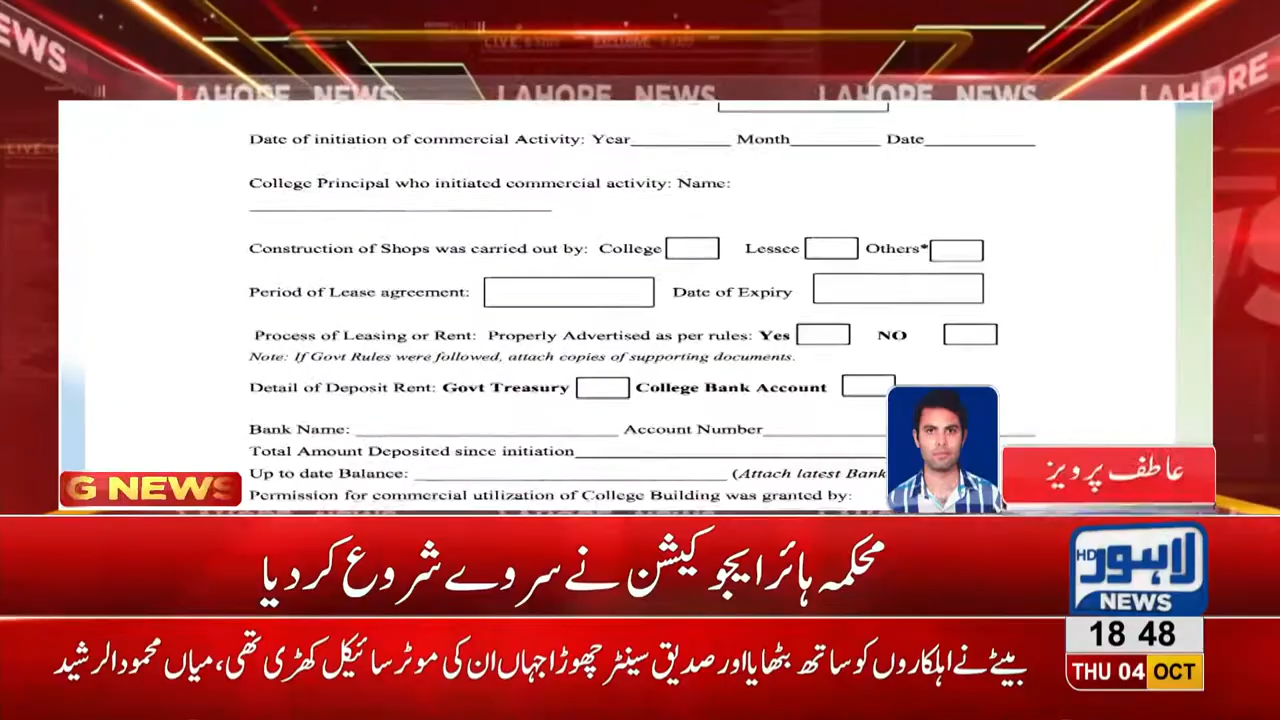 EWS
LAHORE NEWS
LAHORE NEWS
LAHORE NEWS
LAHORE
Date of initiation of commercial Activity: Year__________ Month_________ Date___________
College Principal who initiated commercial activity: Name:
Construction of Shops was carried out by: College Lessee Others*
Period of Lease agreement: Date of Expiry
Process of Leasing or Rent: Properly Advertised as per rules: Yes NO
Note: If Govt Rules were followed, attach copies of supporting documents.
Detail of Deposit Rent: Govt Treasury College Bank Account
Bank Name: __________________________ Account Number
Total Amount Deposited since initiation
Up to date Balance: __________________________ (Attach latest Bank
Permission for commercial utilization of College Building was granted by:
G NEWS
عاطف پرویز
محکمہ ہائر ایجوکیشن نے سروے شروع کر دیا
بیٹے نے اہلکاروں کو ساتھ بٹھایا اور صدیق سینٹر چھوڑا جہاں ان کی موٹر سائیکل کھڑی تھی، میاں محمود الرشید
HD لاہور
NEWS
18 48
THU 04 OCT